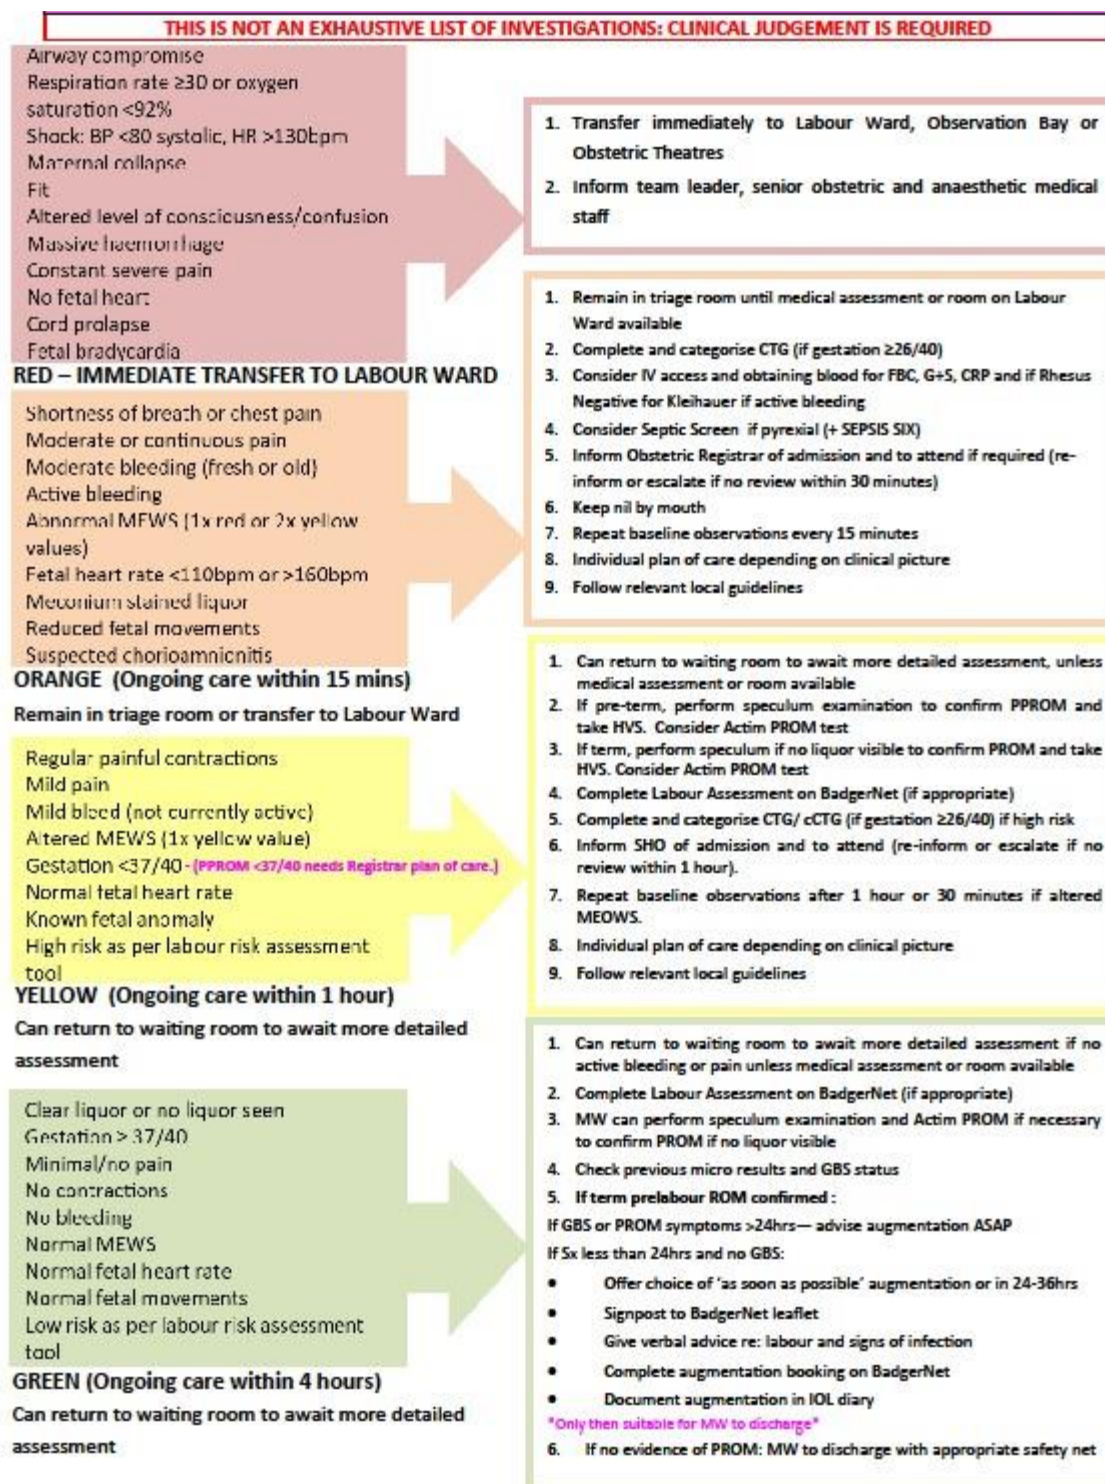 THIS IS NOT AN EXHAUSTIVE LIST OF INVESTIGATIONS: CLINICAL JUDGEMENT IS REQUIRED
Airway compromise
Respiration rate ≥30 or oxygen
saturation <92%
Shock: BP <80 systolic, HR >130bpm
Maternal collapse
Fit
Altered level of consciousness/confusion
Massive haemorrhage
Constant severe pain
No fetal heart
Cord prolapse
Fetal bradycardia
RED – IMMEDIATE TRANSFER TO LABOUR WARD
1. Transfer immediately to Labour Ward, Observation Bay or
Obstetric Theatres
2. Inform team leader, senior obstetric and anaesthetic medical
staff
Shortness of breath or chest pain
Moderate or continuous pain
Moderate bleeding (fresh or old)
Active bleeding
Abnormal MEWS (1x red or 2x yellow
values)
Fetal heart rate <110bpm or >160bpm
Meconium stained liquor
Reduced fetal movements
Suspected chorioamnionitis
ORANGE (Ongoing care within 15 mins)
Remain in triage room or transfer to Labour Ward
1. Remain in triage room until medical assessment or room on Labour
Ward available
2. Complete and categorise CTG (if gestation ≥26/40)
3. Consider IV access and obtaining blood for FBC, G+S, CRP and if Rhesus
Negative for Kleihauer if active bleeding
4. Consider Septic Screen if pyrexial (+ SEPSIS SIX)
5. Inform Obstetric Registrar of admission and to attend if required (re-
inform or escalate if no review within 30 minutes)
6. Keep nil by mouth
7. Repeat baseline observations every 15 minutes
8. Individual plan of care depending on clinical picture
9. Follow relevant local guidelines
Regular painful contractions
Mild pain
Mild bleed (not currently active)
Altered MEWS (1x yellow value)
Gestation <37/40 - (PPROM <37/40 needs Registrar plan of care.)
Normal fetal heart rate
Known fetal anomaly
High risk as per labour risk assessment
tool
YELLOW (Ongoing care within 1 hour)
Can return to waiting room to await more detailed
assessment
1. Can return to waiting room to await more detailed assessment, unless
medical assessment or room available
2. If pre-term, perform speculum examination to confirm PPROM and
take HVS. Consider Actim PROM test
3. If term, perform speculum if no liquor visible to confirm PROM and take
HVS. Consider Actim PROM test
4. Complete Labour Assessment on BadgerNet (if appropriate)
5. Complete and categorise CTG/ cCTG (if gestation ≥26/40) if high risk
6. Inform SHO of admission and to attend (re-inform or escalate if no
review within 1 hour).
7. Repeat baseline observations after 1 hour or 30 minutes if altered
MEOWS.
8. Individual plan of care depending on clinical picture
9. Follow relevant local guidelines
Clear liquor or no liquor seen
Gestation ≥ 37/40
Minimal/no pain
No contractions
No bleeding
Normal MEWS
Normal fetal heart rate
Normal fetal movements
Low risk as per labour risk assessment
tool
GREEN (Ongoing care within 4 hours)
Can return to waiting room to await more detailed
assessment
1. Can return to waiting room to await more detailed assessment if no
active bleeding or pain unless medical assessment or room available
2. Complete Labour Assessment on BadgerNet (if appropriate)
3. MW can perform speculum examination and Actim PROM if necessary
to confirm PROM if no liquor visible
4. Check previous micro results and GBS status
5. If term prelabour ROM confirmed :
If GBS or PROM symptoms >24hrs— advise augmentation ASAP
If Sx less than 24hrs and no GBS:
• Offer choice of 'as soon as possible' augmentation or in 24-36hrs
• Signpost to BadgerNet leaflet
• Give verbal advice re: labour and signs of infection
• Complete augmentation booking on BadgerNet
• Document augmentation in IOL diary
*Only then suitable for MW to discharge*
6. If no evidence of PROM: MW to discharge with appropriate safety net